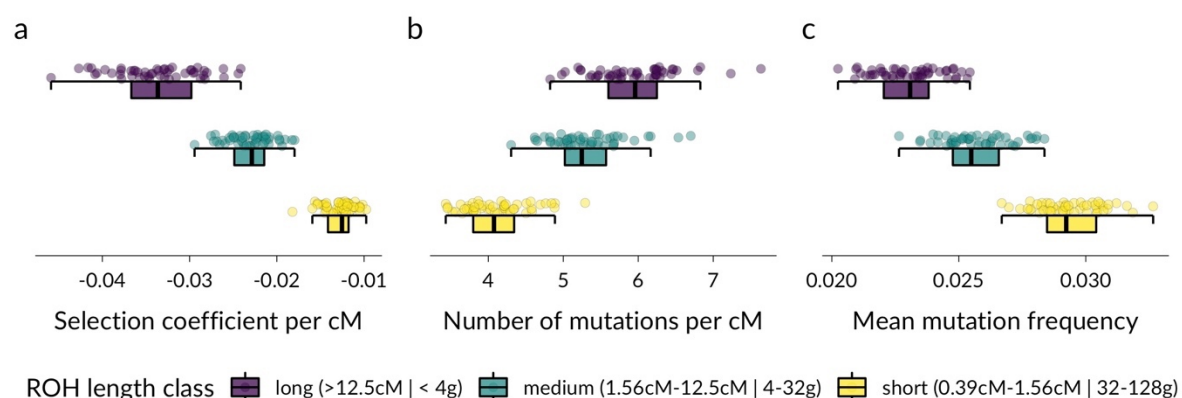 a b c
-0.04 -0.03 -0.02 -0.01 4 5 6 7 0.020 0.025 0.030
Selection coefficient per cM Number of mutations per cM Mean mutation frequency
ROH length class long (>12.5cM | < 4g) medium (1.56cM-12.5cM | 4-32g) short (0.39cM-1.56cM | 32-128g)